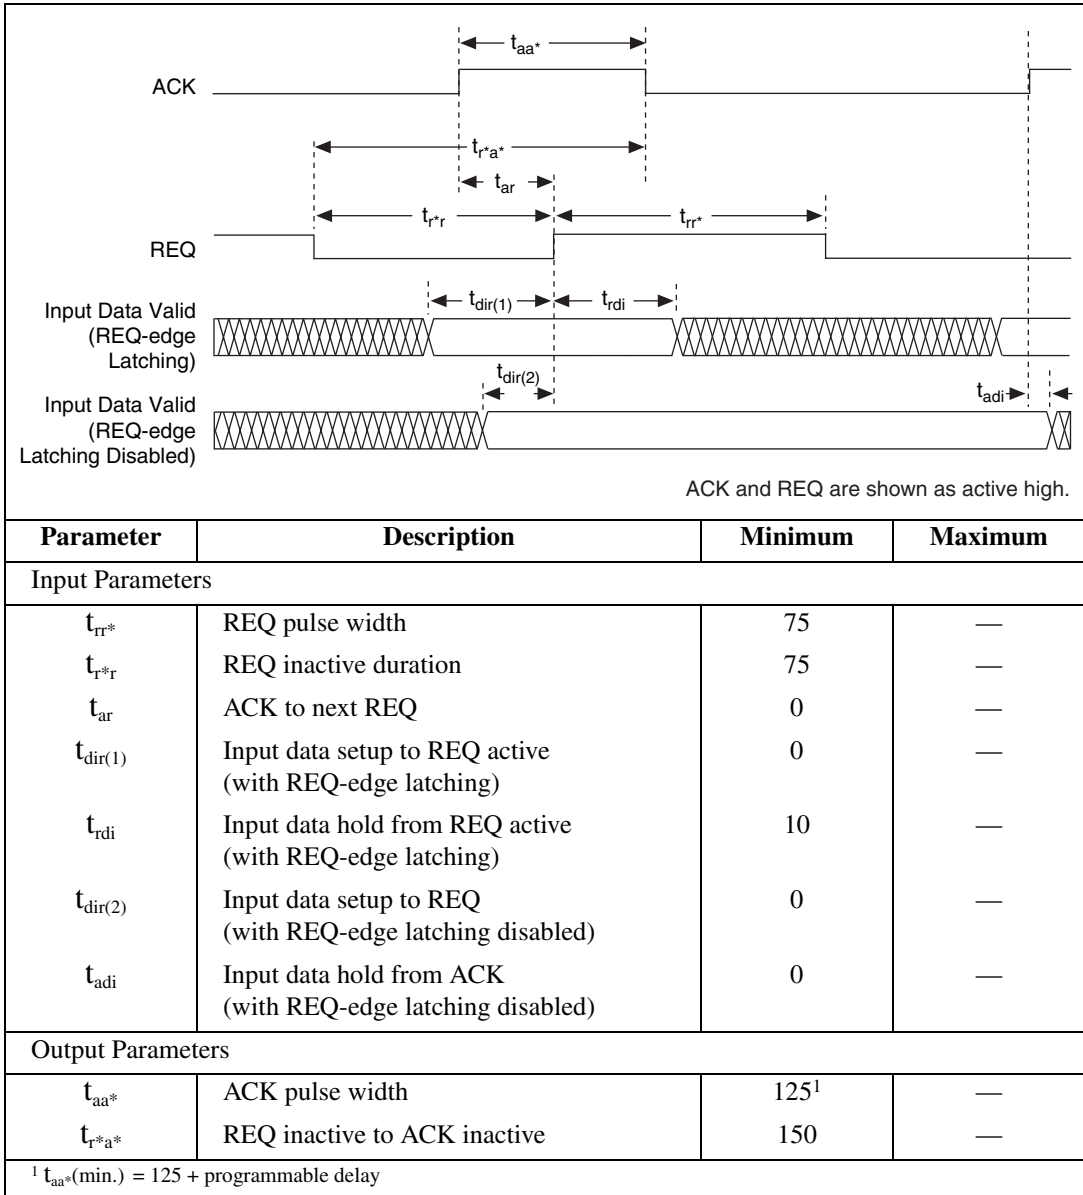 t_aa*
ACK
t_r*a*
t_ar
t_r*r
t_rr*
REQ
Input Data Valid
(REQ-edge
Latching)
t_dir(1)
t_rdi
t_dir(2)
t_adi
Input Data Valid
(REQ-edge
Latching Disabled)
ACK and REQ are shown as active high.
Parameter Description Minimum Maximum
Input Parameters
t_rr* REQ pulse width 75 —
t_r*r REQ inactive duration 75 —
t_ar ACK to next REQ 0 —
t_dir(1) Input data setup to REQ active 0 —
(with REQ-edge latching)
t_rdi Input data hold from REQ active 10 —
(with REQ-edge latching)
t_dir(2) Input data setup to REQ 0 —
(with REQ-edge latching disabled)
t_adi Input data hold from ACK 0 —
(with REQ-edge latching disabled)
Output Parameters
t_aa* ACK pulse width 125¹ —
t_r*a* REQ inactive to ACK inactive 150 —
¹ t_aa*(min.) = 125 + programmable delay